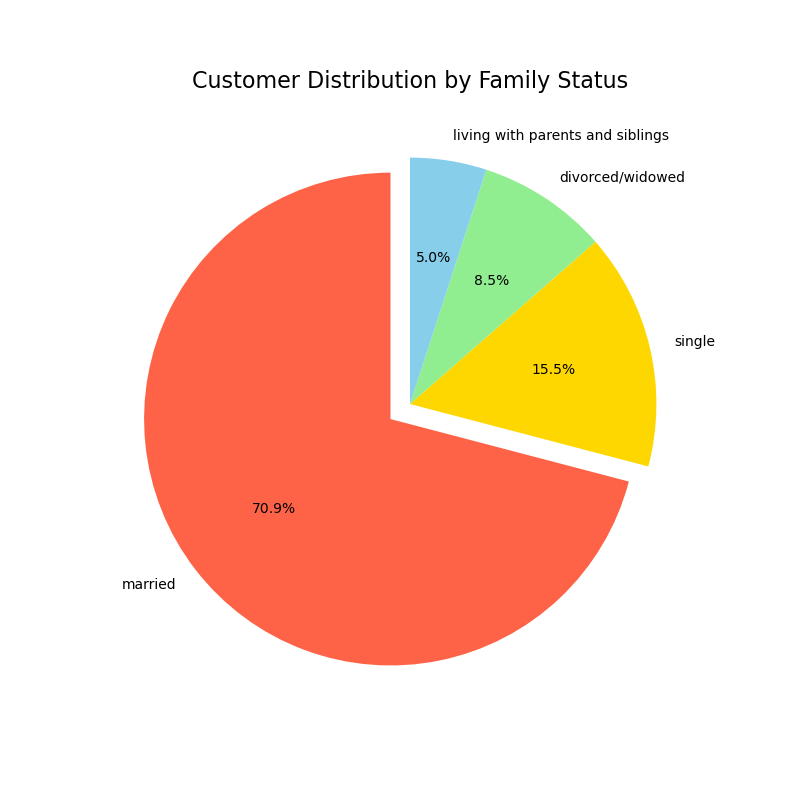 Customer Distribution by Family Status
living with parents and siblings
divorced/widowed
5.0%
8.5%
single
15.5%
70.9%
married